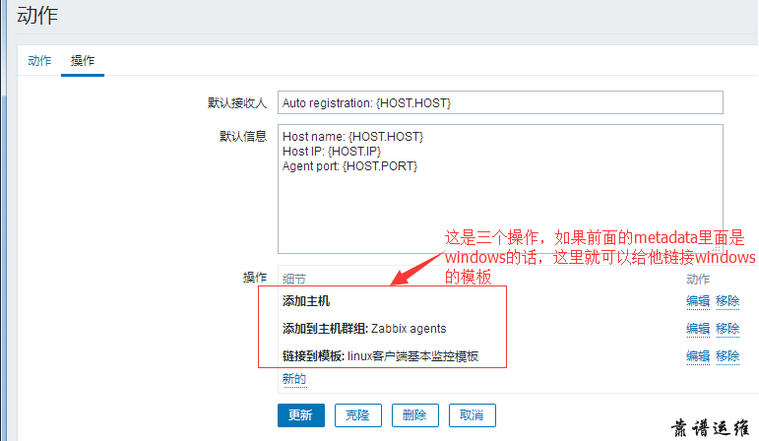 动作
动作 操作
默认接收人 Auto registration: {HOST.HOST}
默认信息 Host name: {HOST.HOST}
Host IP: {HOST.IP}
Agent port: {HOST.PORT}
这是三个操作，如果前面的metadata里面是
windows的话，这里就可以给他链接windows
的模板
操作 细节 动作
添加主机 编辑 移除
添加到主机群组: Zabbix agents 编辑 移除
链接到模板: linux客户端基本监控模板 编辑 移除
新的
更新 克隆 删除 取消
靠谱运维